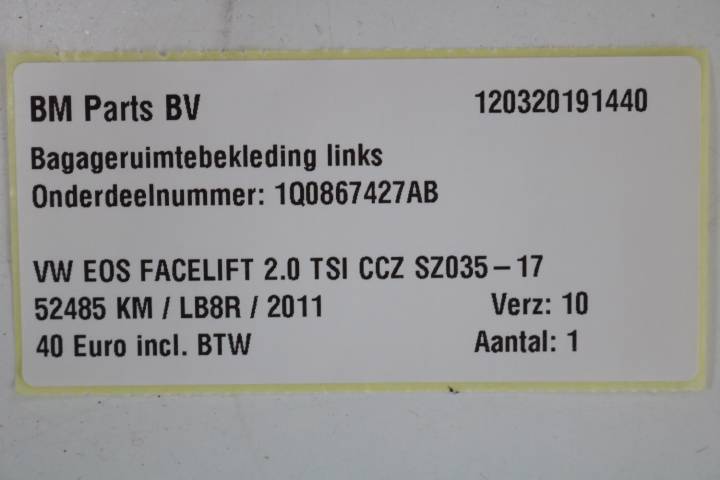 BM Parts BV 120320191440
Bagageruimtebekleding links
Onderdeelnummer: 1Q0867427AB
VW EOS FACELIFT 2.0 TSI CCZ SZ035-17
52485 KM / LB8R / 2011 Verz: 10
40 Euro incl. BTW Aantal: 1